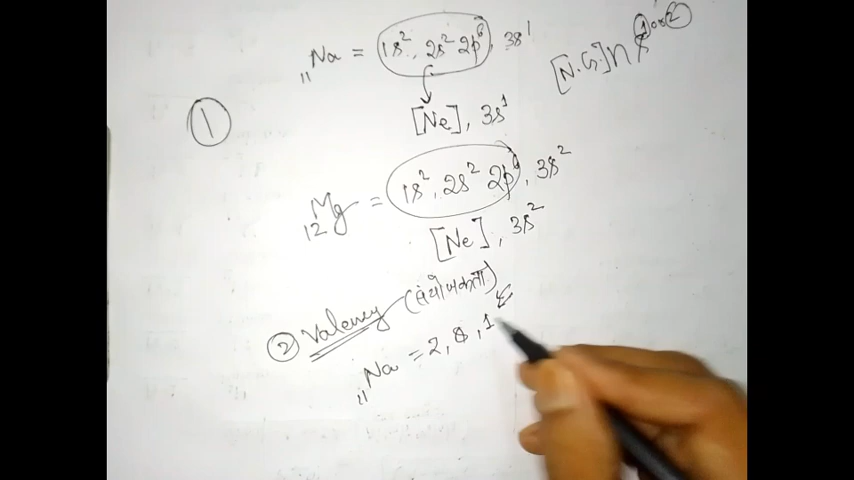 ₁₁Na = 1s², 2s² 2p⁶, 3s¹
[N.G.] ns¹ ᵒʳ ²
①
[Ne], 3s¹
₁₂Mg = 1s², 2s² 2p⁶, 3s²
[Ne], 3s²
② Valency (संयोजकता)
₁₁Na = 2, 8, 1